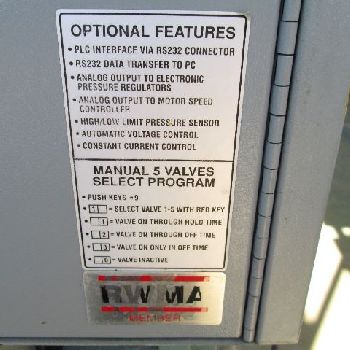 OPTIONAL FEATURES
• PLC INTERFACE VIA RS232 CONNECTOR
• RS232 DATA TRANSFER TO PC
• ANALOG OUTPUT TO ELECTRONIC
PRESSURE REGULATORS
• ANALOG OUTPUT TO MOTOR SPEED
CONTROLLER
• HIGH/LOW LIMIT PRESSURE SENSOR
• AUTOMATIC VOLTAGE CONTROL
• CONSTANT CURRENT CONTROL
MANUAL 5 VALVES
SELECT PROGRAM
• PUSH KEYS *9
= SELECT VALVE 1-5 WITH RED KEY
1 = VALVE ON THROUGH HOLD TIME
2 = VALVE ON THROUGH OFF TIME
= VALVE ON ONLY IN OFF TIME
= VALVE INACTIVE
RWMA
MEMBER